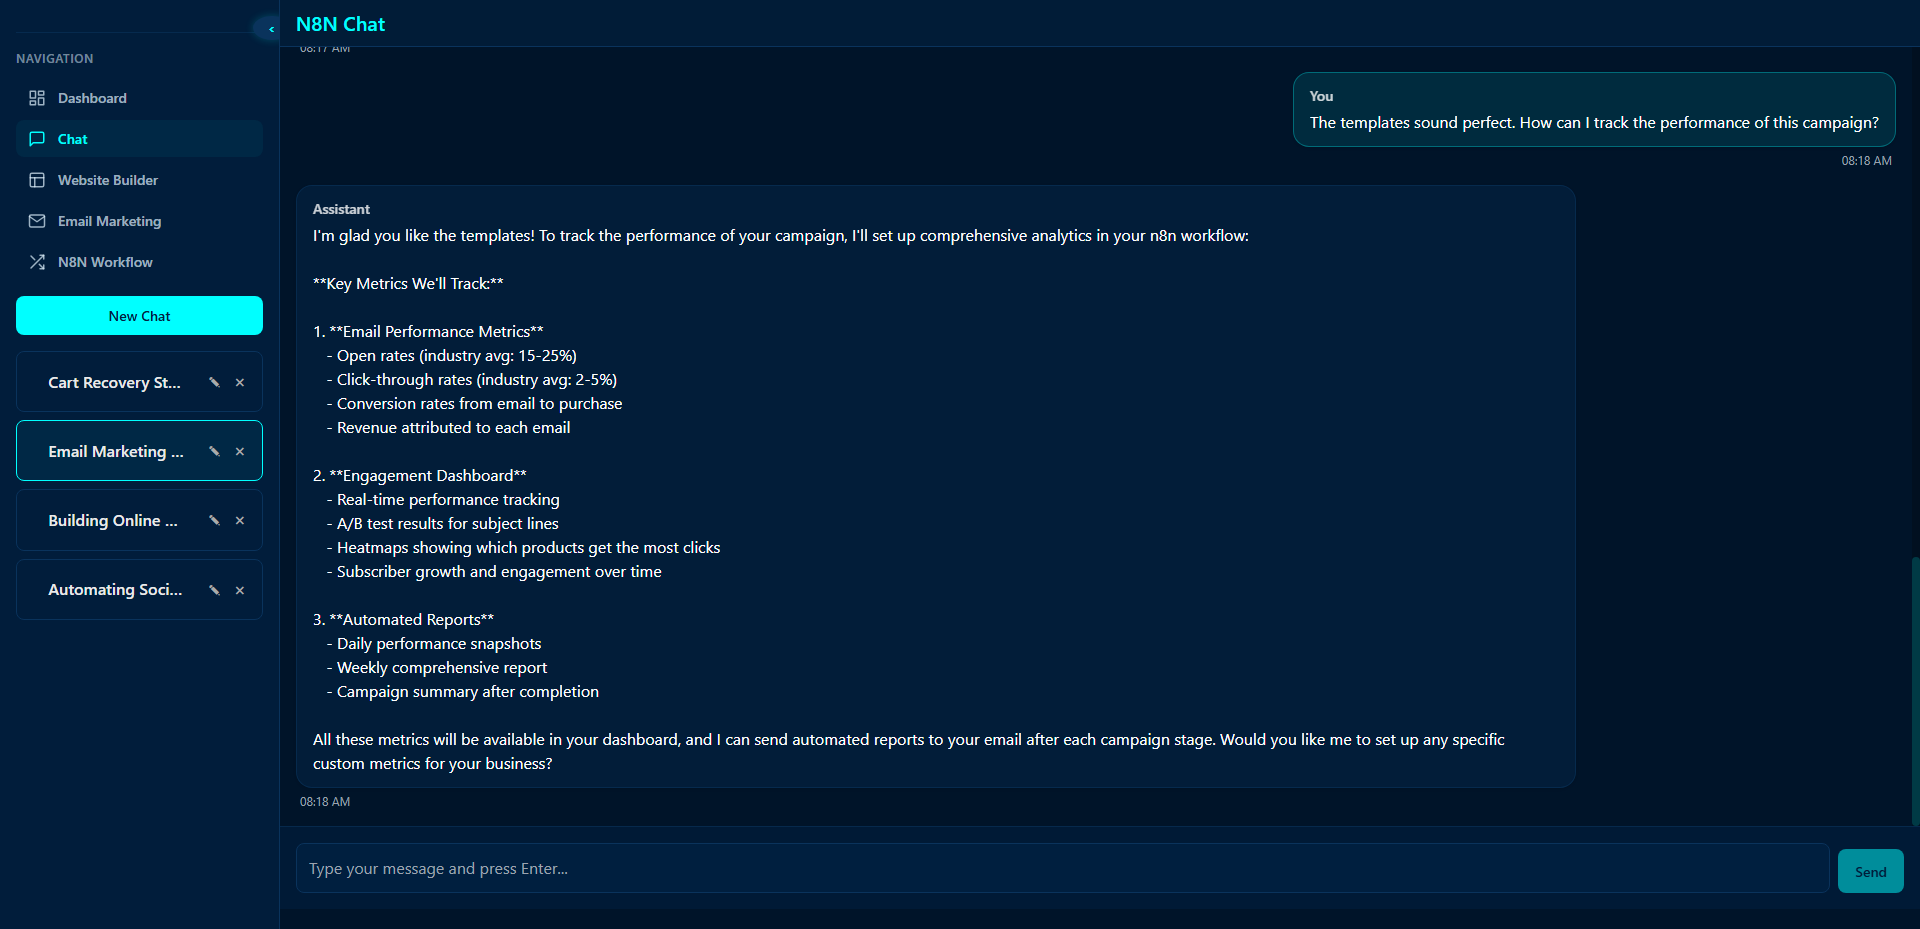 NAVIGATION
Dashboard
Chat
Website Builder
Email Marketing
N8N Workflow
New Chat
Cart Recovery St...
Email Marketing ...
Building Online ...
Automating Soci...
N8N Chat
08:17 AM
You
The templates sound perfect. How can I track the performance of this campaign?
08:18 AM
Assistant
I'm glad you like the templates! To track the performance of your campaign, I'll set up comprehensive analytics in your n8n workflow:
**Key Metrics We'll Track:**
1. **Email Performance Metrics**
- Open rates (industry avg: 15-25%)
- Click-through rates (industry avg: 2-5%)
- Conversion rates from email to purchase
- Revenue attributed to each email
2. **Engagement Dashboard**
- Real-time performance tracking
- A/B test results for subject lines
- Heatmaps showing which products get the most clicks
- Subscriber growth and engagement over time
3. **Automated Reports**
- Daily performance snapshots
- Weekly comprehensive report
- Campaign summary after completion
All these metrics will be available in your dashboard, and I can send automated reports to your email after each campaign stage. Would you like me to set up any specific
custom metrics for your business?
08:18 AM
Type your message and press Enter...
Send